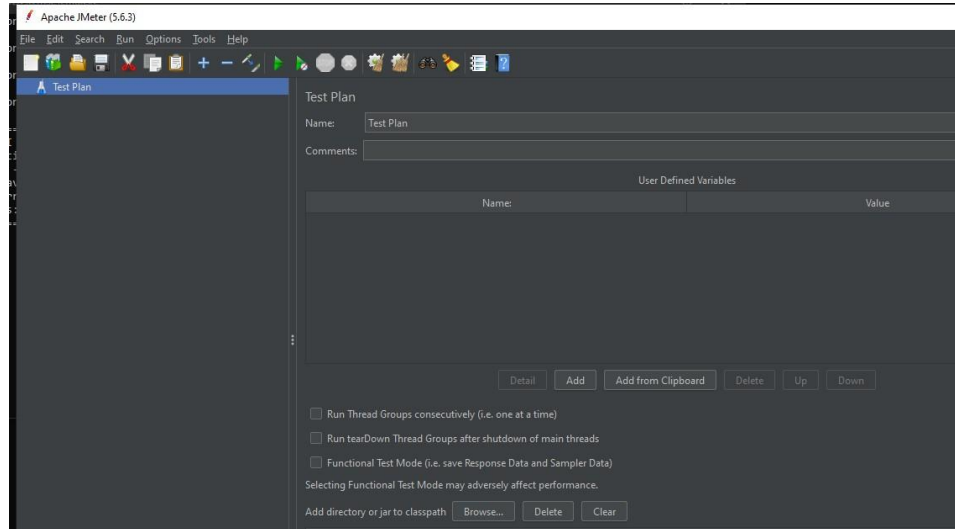 Apache JMeter (5.6.3)
File Edit Search Run Options Tools Help
Test Plan
Test Plan
Name: Test Plan
Comments:
User Defined Variables
Name: Value
Detail Add Add from Clipboard Delete Up Down
Run Thread Groups consecutively (i.e. one at a time)
Run tearDown Thread Groups after shutdown of main threads
Functional Test Mode (i.e. save Response Data and Sampler Data)
Selecting Functional Test Mode may adversely affect performance.
Add directory or jar to classpath Browse... Delete Clear